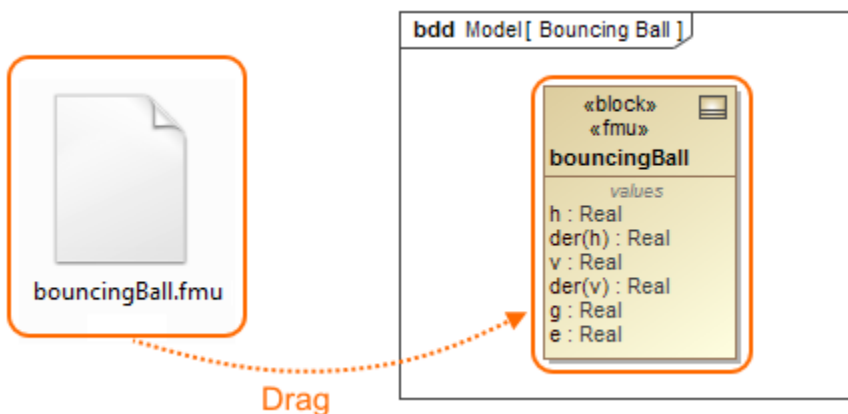 bouncingBall.fmu
Drag
bdd Model[ Bouncing Ball ]
«block»
«fmu»
bouncingBall
values
h : Real
der(h) : Real
v : Real
der(v) : Real
g : Real
e : Real